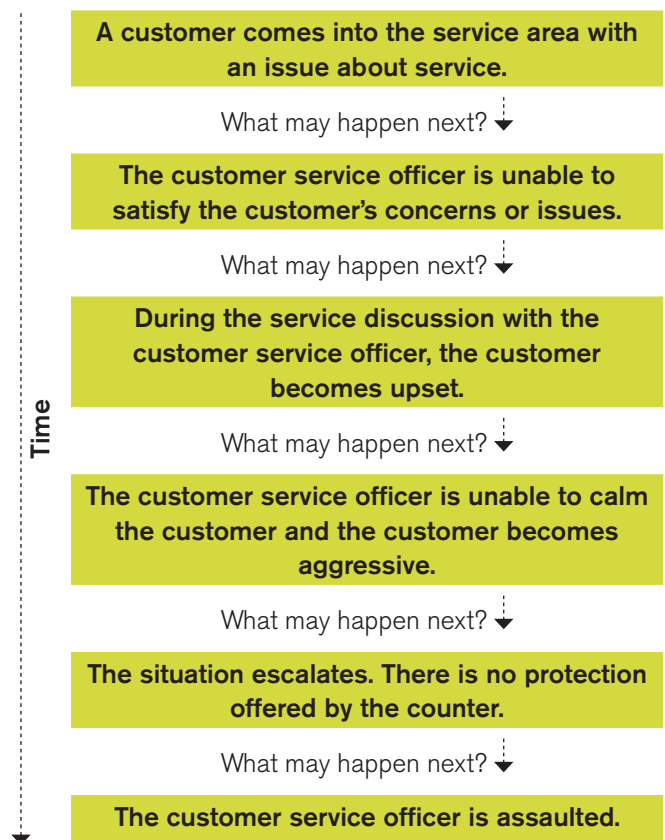 A customer comes into the service area with
an issue about service.
What may happen next?
The customer service officer is unable to
satisfy the customer’s concerns or issues.
What may happen next?
During the service discussion with the
customer service officer, the customer
becomes upset.
What may happen next?
Time
The customer service officer is unable to calm
the customer and the customer becomes
aggressive.
What may happen next?
The situation escalates. There is no protection
offered by the counter.
What may happen next?
The customer service officer is assaulted.